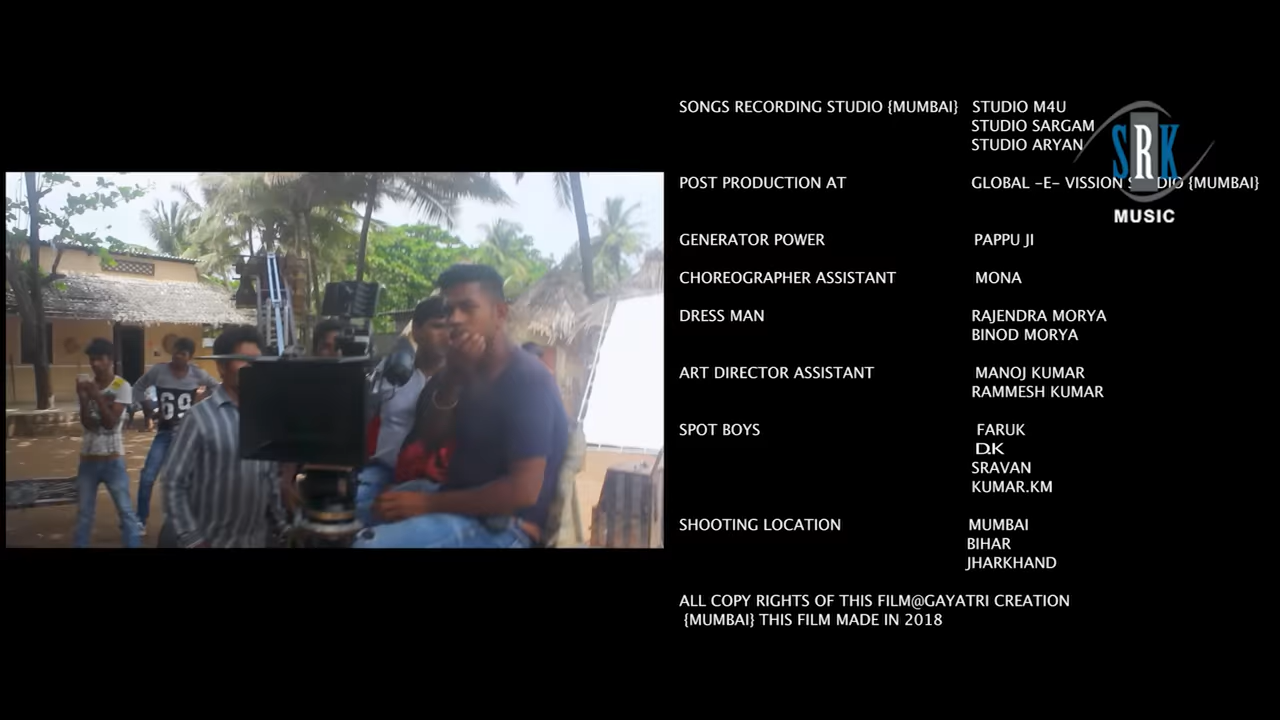 SONGS RECORDING STUDIO {MUMBAI} STUDIO M4U
STUDIO SARGAM
STUDIO ARYAN
SRK
MUSIC
POST PRODUCTION AT GLOBAL -E- VISSION STUDIO {MUMBAI}
GENERATOR POWER PAPPU JI
CHOREOGRAPHER ASSISTANT MONA
DRESS MAN RAJENDRA MORYA
BINOD MORYA
ART DIRECTOR ASSISTANT MANOJ KUMAR
RAMMESH KUMAR
SPOT BOYS FARUK
D.K
SRAVAN
KUMAR.KM
SHOOTING LOCATION MUMBAI
BIHAR
JHARKHAND
ALL COPY RIGHTS OF THIS FILM@GAYATRI CREATION
{MUMBAI} THIS FILM MADE IN 2018
69